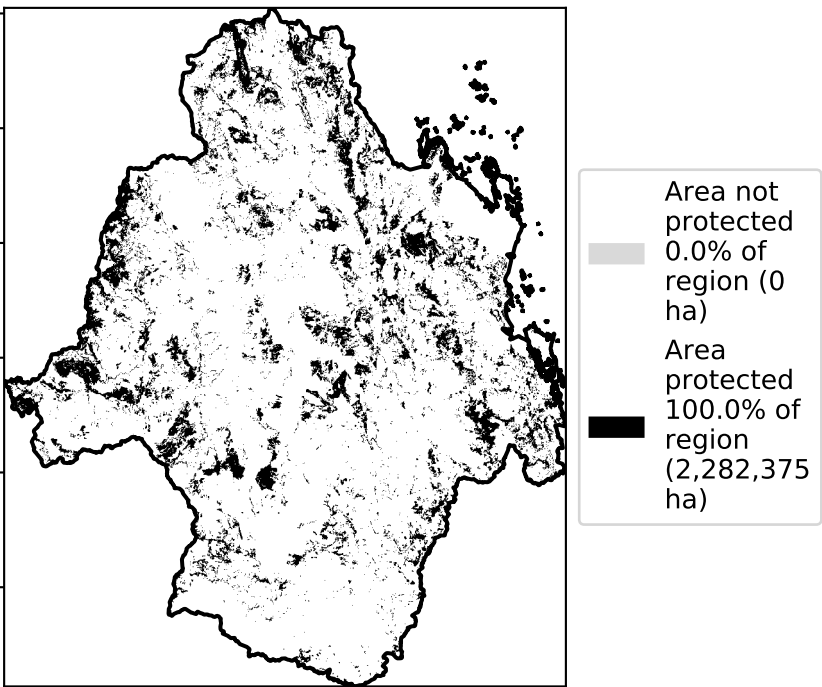 Area not
protected
0.0% of
region (0
ha)
Area
protected
100.0% of
region
(2,282,375
ha)